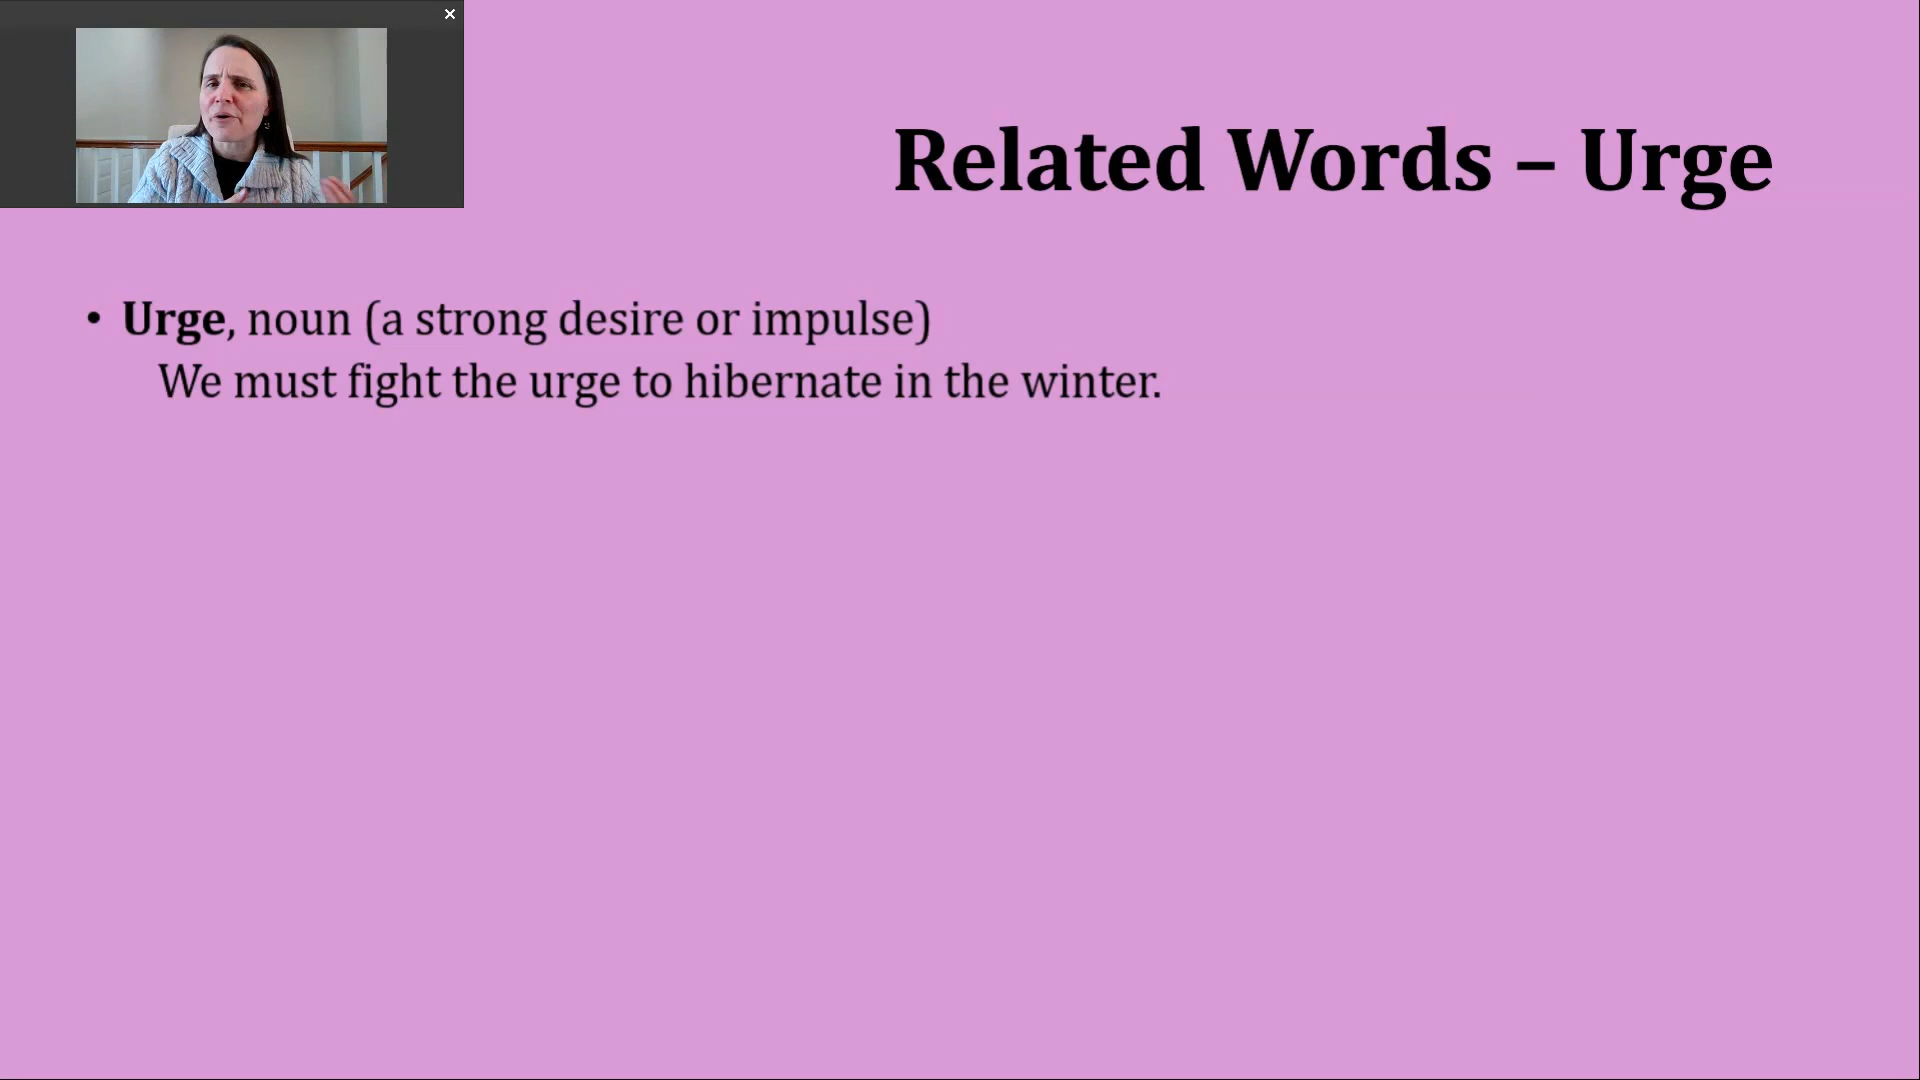 Related Words – Urge
• Urge, noun (a strong desire or impulse)
We must fight the urge to hibernate in the winter.